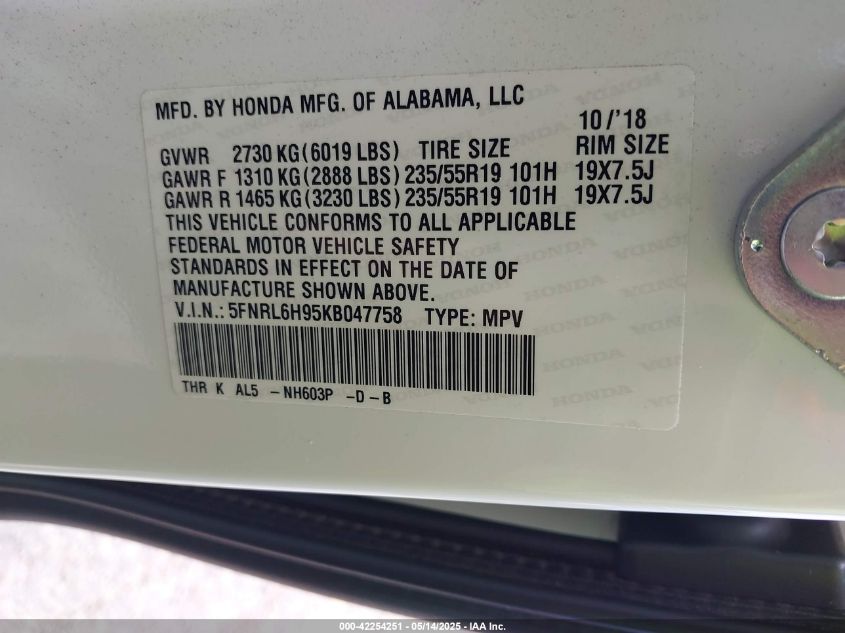 MFD. BY HONDA MFG. OF ALABAMA, LLC
10/'18
GVWR 2730 KG(6019 LBS) TIRE SIZE RIM SIZE
GAWR F 1310 KG(2888 LBS) 235/55R19 101H 19X7.5J
GAWR R 1465 KG(3230 LBS) 235/55R19 101H 19X7.5J
THIS VEHICLE CONFORMS TO ALL APPLICABLE
FEDERAL MOTOR VEHICLE SAFETY
STANDARDS IN EFFECT ON THE DATE OF
MANUFACTURE SHOWN ABOVE.
V.I.N.: 5FNRL6H95KB047758 TYPE: MPV
THR K AL5 -NH603P -D-B
HONDA HONDA HONDA
000-42254251 - 05/14/2025 - IAA Inc.